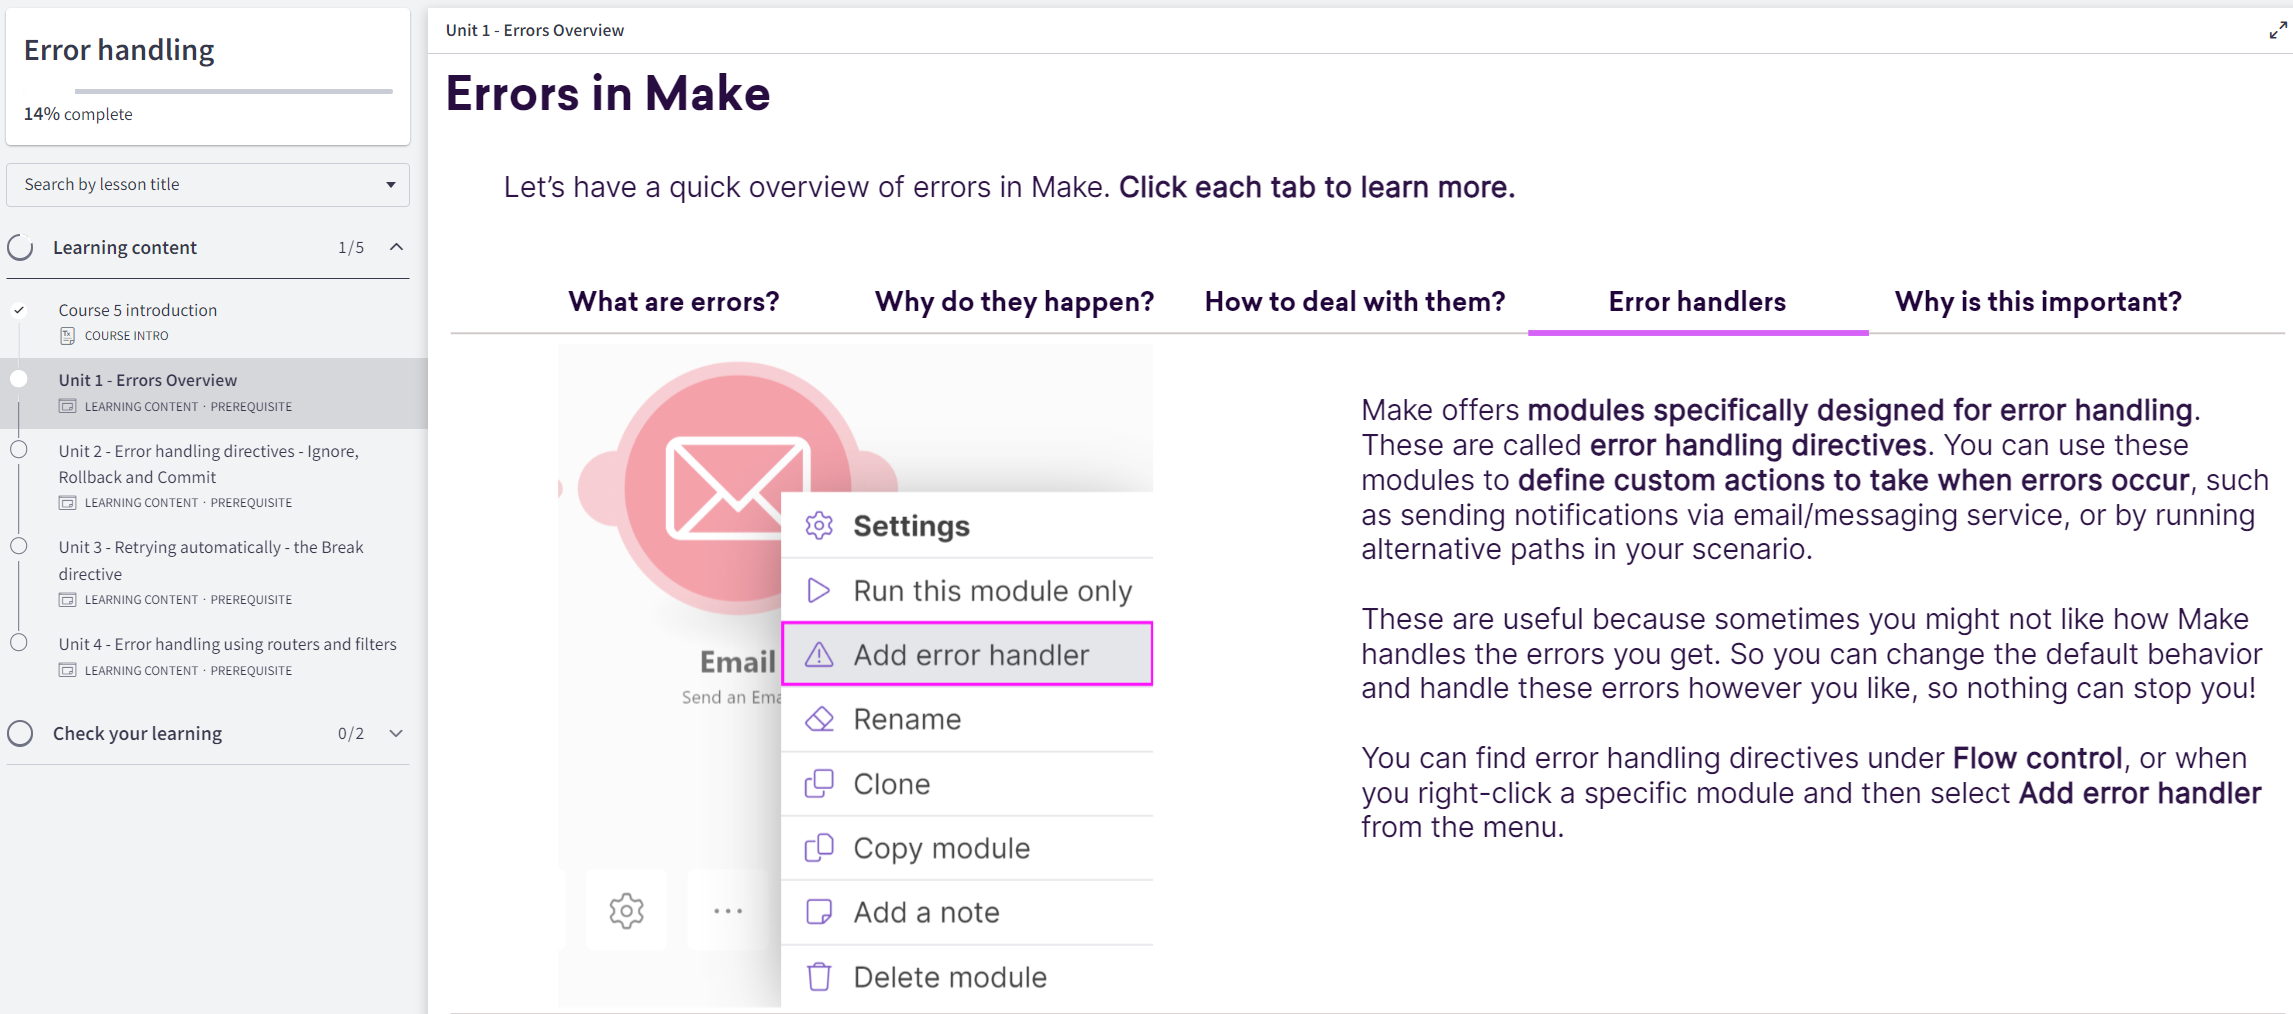 Error handling
14% complete
Search by lesson title
Learning content 1/5
Course 5 introduction
COURSE INTRO
Unit 1 - Errors Overview
LEARNING CONTENT · PREREQUISITE
Unit 2 - Error handling directives - Ignore,
Rollback and Commit
LEARNING CONTENT · PREREQUISITE
Unit 3 - Retrying automatically - the Break
directive
LEARNING CONTENT · PREREQUISITE
Unit 4 - Error handling using routers and filters
LEARNING CONTENT · PREREQUISITE
Check your learning 0/2
Unit 1 - Errors Overview
Errors in Make
Let's have a quick overview of errors in Make. Click each tab to learn more.
What are errors? Why do they happen? How to deal with them? Error handlers Why is this important?
Email
Send an Ema
Settings
Run this module only
Add error handler
Rename
Clone
Copy module
Add a note
Delete module
Make offers modules specifically designed for error handling.
These are called error handling directives. You can use these
modules to define custom actions to take when errors occur, such
as sending notifications via email/messaging service, or by running
alternative paths in your scenario.
These are useful because sometimes you might not like how Make
handles the errors you get. So you can change the default behavior
and handle these errors however you like, so nothing can stop you!
You can find error handling directives under Flow control, or when
you right-click a specific module and then select Add error handler
from the menu.